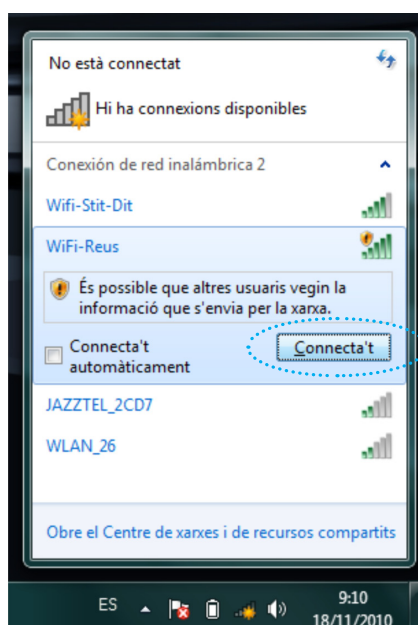 No està connectat
Hi ha connexions disponibles
Conexión de red inalámbrica 2
Wifi-Stit-Dit
WiFi-Reus
És possible que altres usuaris vegin la
informació que s'envia per la xarxa.
Connecta't
automàticament
Connecta't
JAZZTEL_2CD7
WLAN_26
Obre el Centre de xarxes i de recursos compartits
ES
9:10
18/11/2010